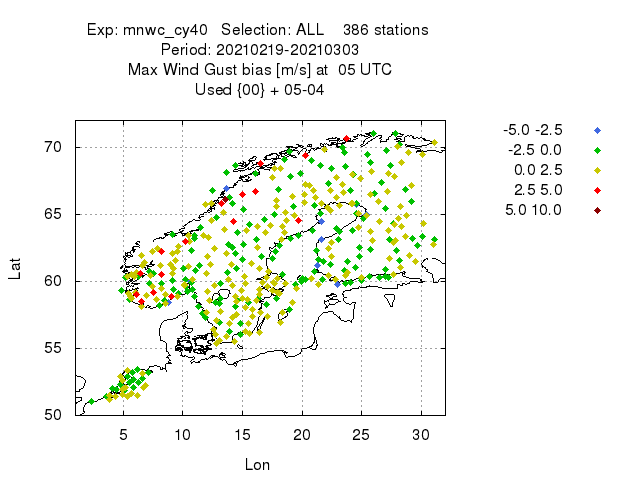 Exp: mnwc_cy40 Selection: ALL 386 stations
Period: 20210219-20210303
Max Wind Gust bias [m/s] at 05 UTC
Used {00} + 05-04
-5.0 -2.5
-2.5 0.0
0.0 2.5
2.5 5.0
5.0 10.0
70
65
60
55
50
Lat
5 10 15 20 25 30
Lon